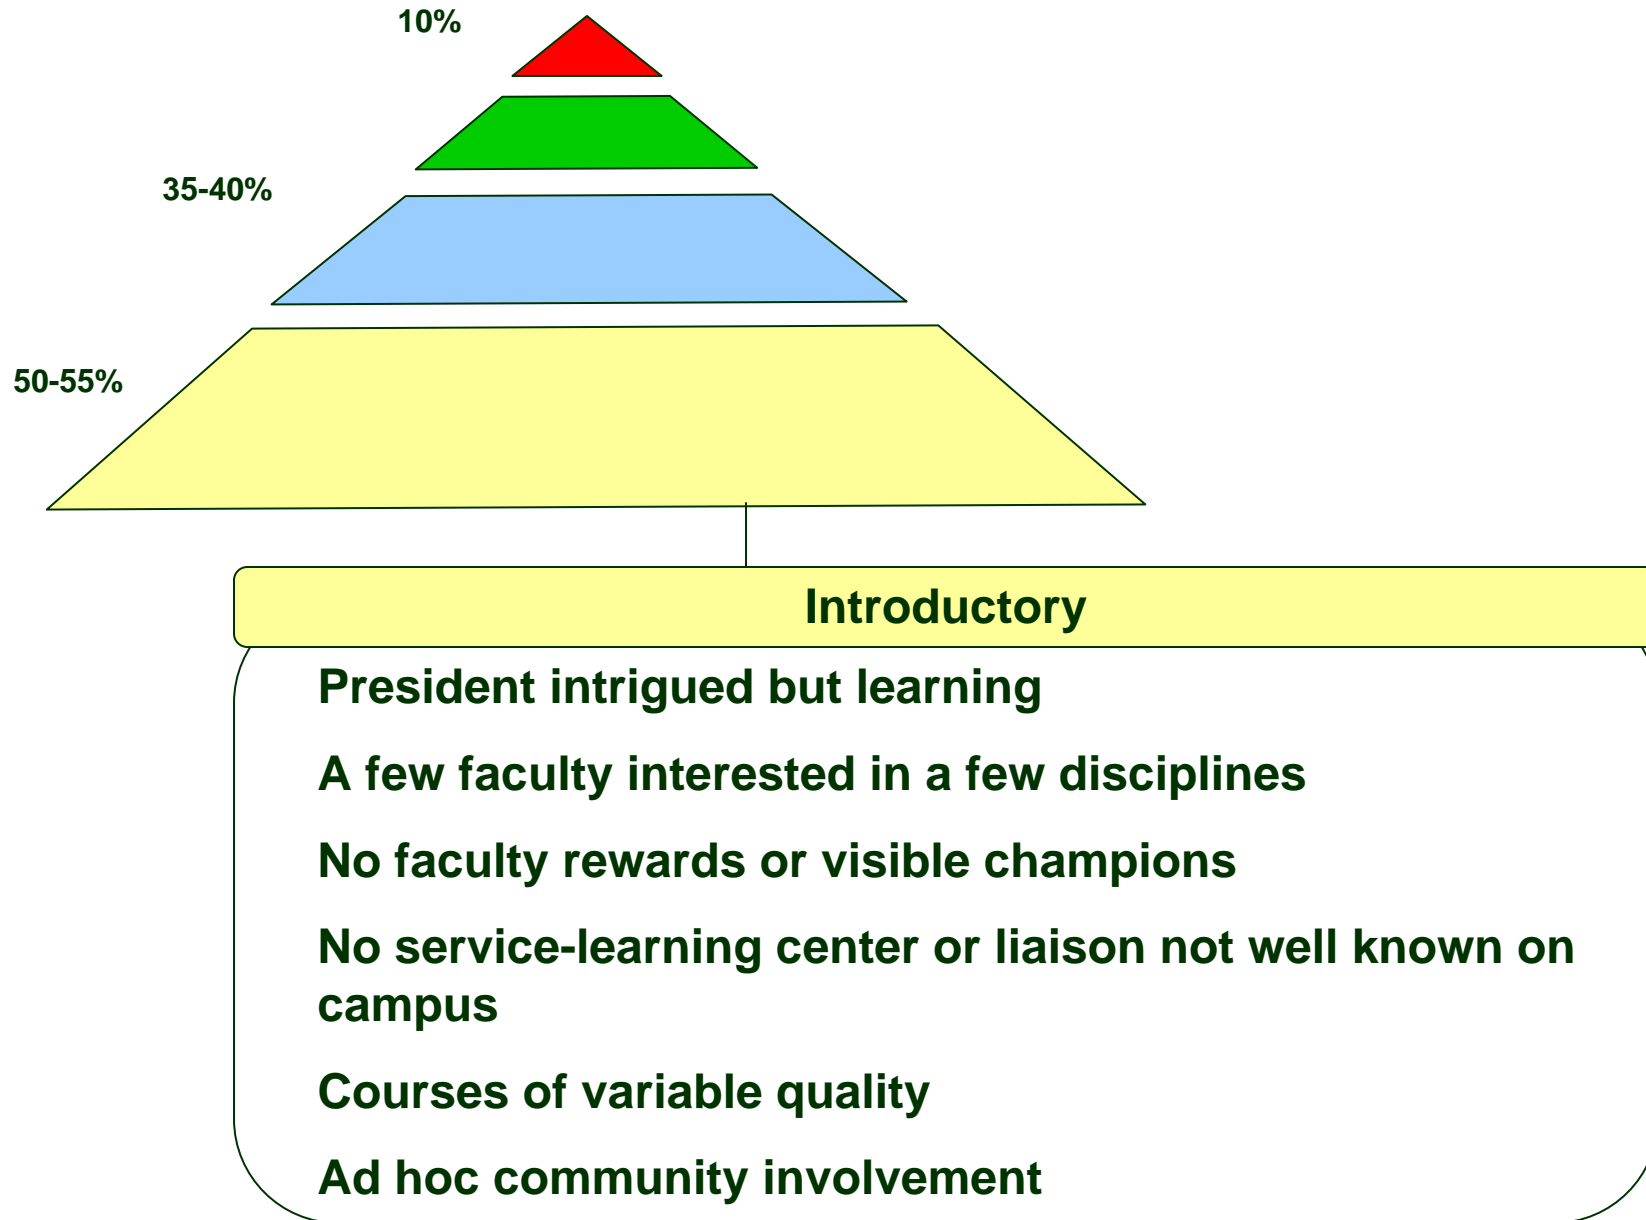 10%
35-40%
50-55%
Introductory
President intrigued but learning
A few faculty interested in a few disciplines
No faculty rewards or visible champions
No service-learning center or liaison not well known on
campus
Courses of variable quality
Ad hoc community involvement